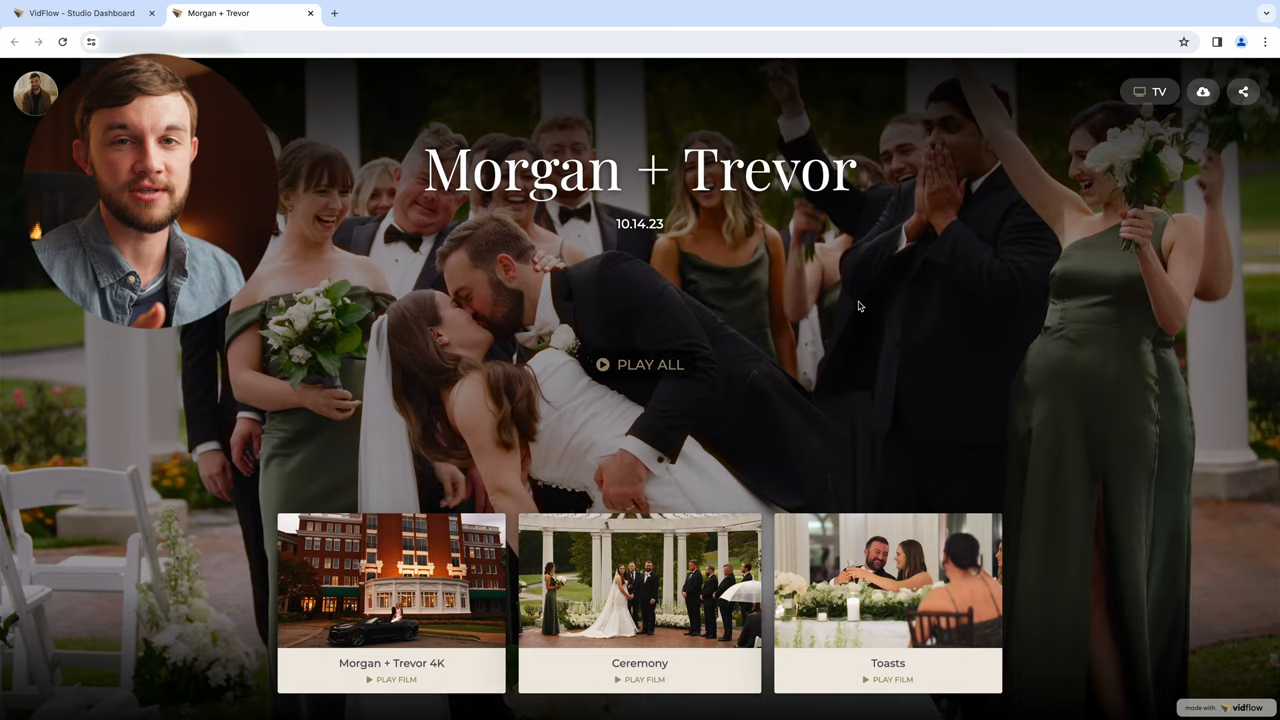 VidFlow - Studio Dashboard
Morgan + Trevor
TV
Morgan + Trevor
10.14.23
PLAY ALL
Morgan + Trevor 4K
PLAY FILM
Ceremony
PLAY FILM
Toasts
PLAY FILM
made with vidflow